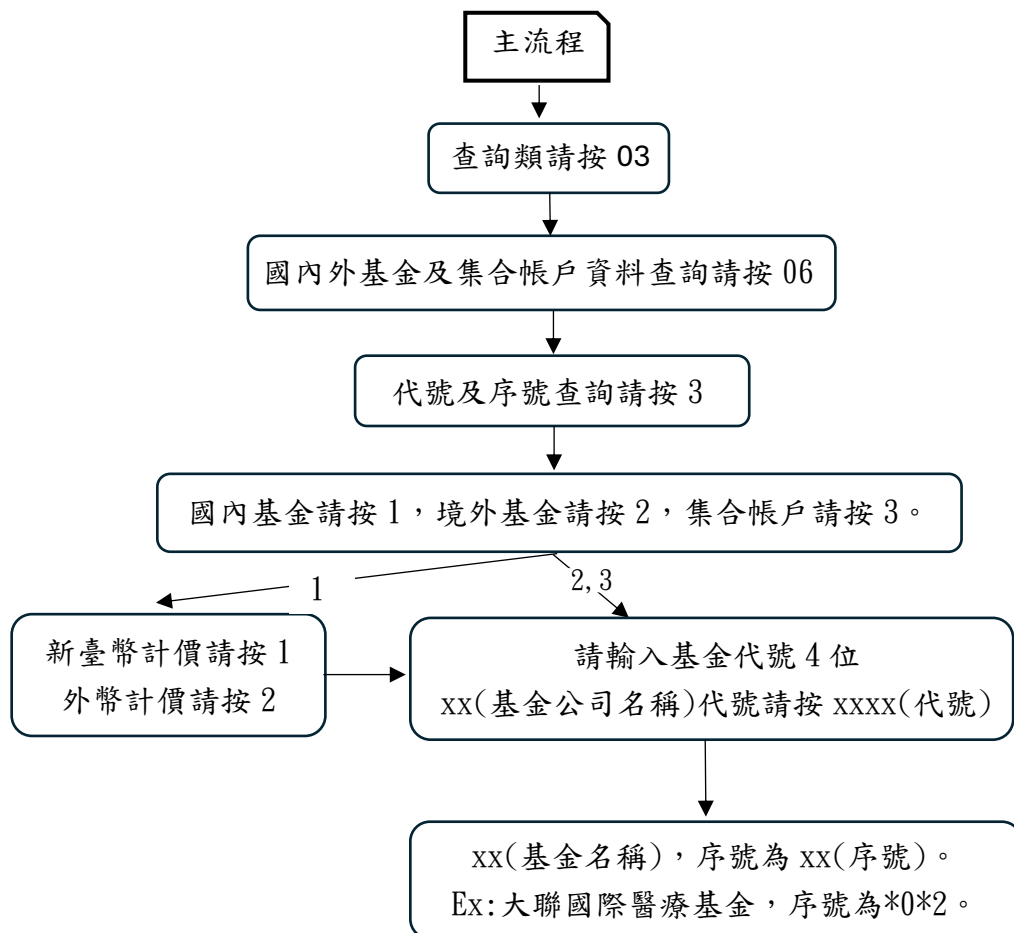 主流程
查詢類請按 03
國內外基金及集合帳戶資料查詢請按 06
代號及序號查詢請按 3
國內基金請按 1，境外基金請按 2，集合帳戶請按 3。
1
2,3
新臺幣計價請按 1
外幣計價請按 2
請輸入基金代號 4 位
xx(基金公司名稱)代號請按 xxxx(代號)
xx(基金名稱)，序號為 xx(序號)。
Ex:大聯國際醫療基金，序號為*0*2。